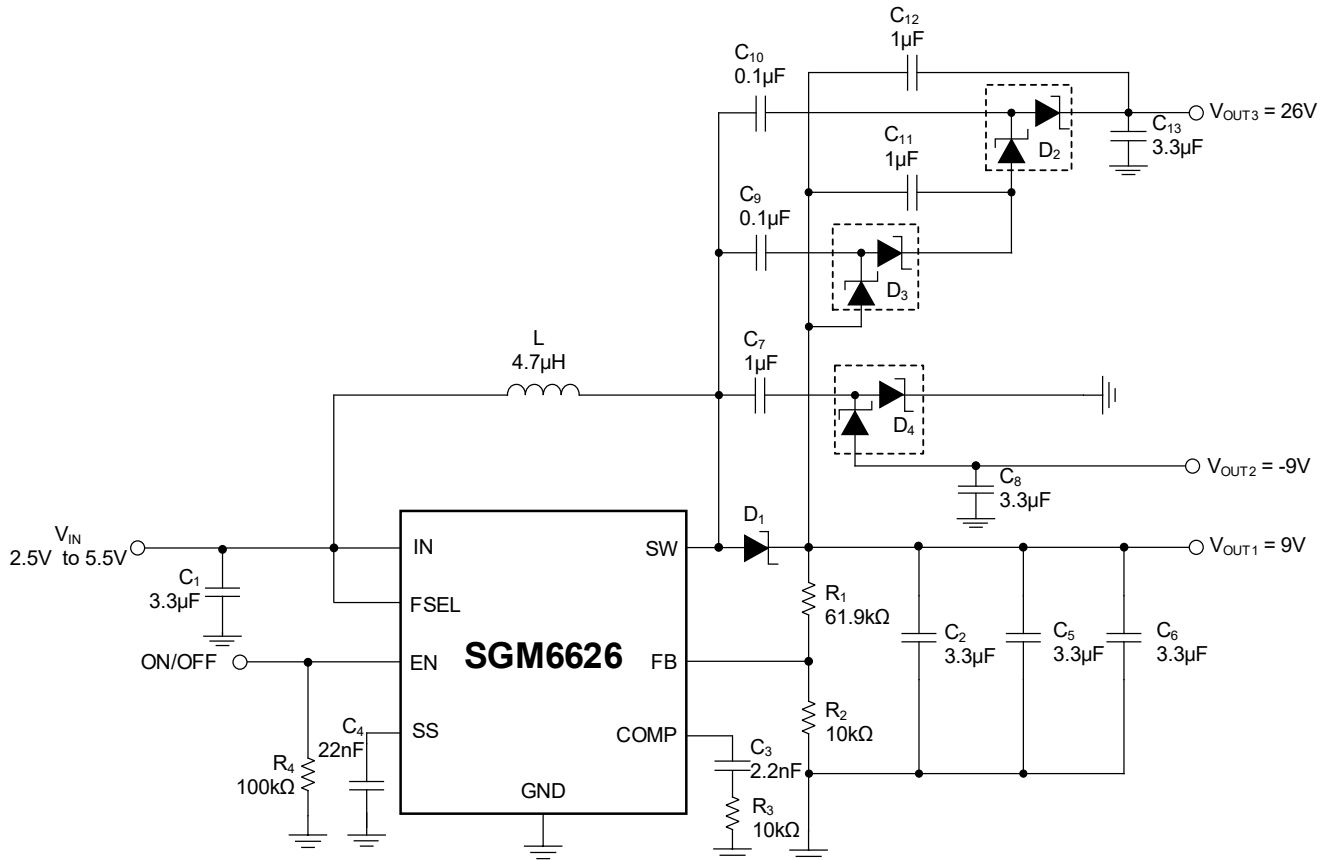 C12
1µF
C10
0.1µF
VOUT3 = 26V
C13
3.3µF
D2
C11
1µF
C9
0.1µF
D3
L
4.7µH
C7
1µF
D4
VOUT2 = -9V
C8
3.3µF
VIN
2.5V to 5.5V
C1
3.3µF
IN
FSEL
EN
SS
GND
SGM6626
SW
FB
COMP
D1
VOUT1 = 9V
R1
61.9kΩ
C2
3.3µF
C5
3.3µF
C6
3.3µF
ON/OFF
R4
100kΩ
C4
22nF
R2
10kΩ
C3
2.2nF
R3
10kΩ